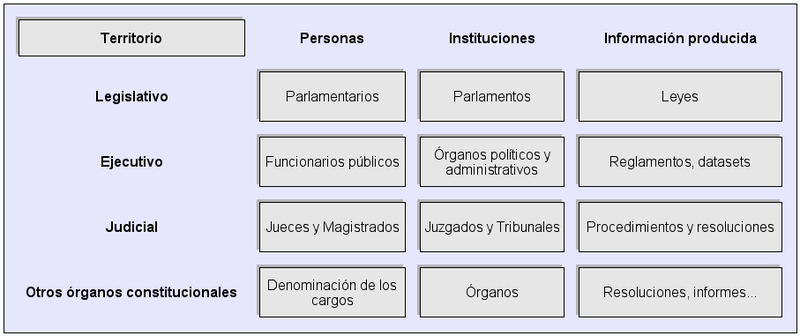 Territorio Personas Instituciones Información producida
Legislativo Parlamentarios Parlamentos Leyes
Ejecutivo Funcionarios públicos Órganos políticos y administrativos Reglamentos, datasets
Judicial Jueces y Magistrados Juzgados y Tribunales Procedimientos y resoluciones
Otros órganos constitucionales Denominación de los cargos Órganos Resoluciones, informes...